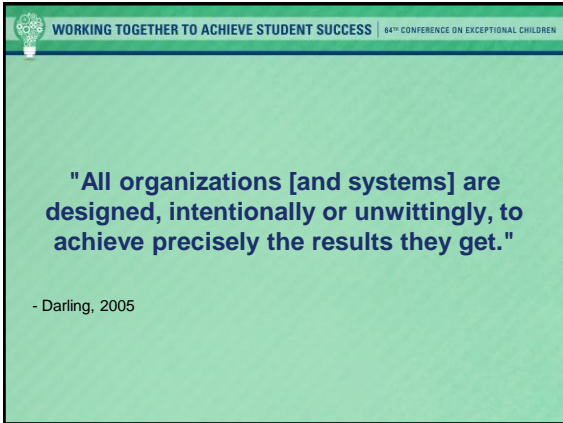 WORKING TOGETHER TO ACHIEVE STUDENT SUCCESS | 64TH CONFERENCE ON EXCEPTIONAL CHILDREN
"All organizations [and systems] are
designed, intentionally or unwittingly, to
achieve precisely the results they get."
- Darling, 2005